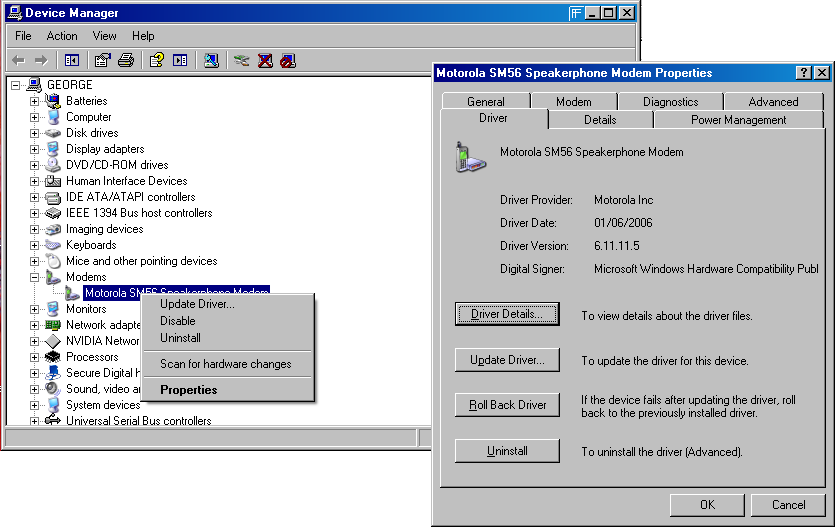 Device Manager
File Action View Help
GEORGE
Batteries
Computer
Disk drives
Display adapters
DVD/CD-ROM drives
Human Interface Devices
IDE ATA/ATAPI controllers
IEEE 1394 Bus host controllers
Imaging devices
Keyboards
Mice and other pointing devices
Modems
Motorola SM56 Speakerphone Modem
Monitors
Network adapte
NVIDIA Networ
Processors
Secure Digital h
Sound, video ar
System devices
Universal Serial Bus controllers
Update Driver...
Disable
Uninstall
Scan for hardware changes
Properties
Motorola SM56 Speakerphone Modem Properties
General Modem Diagnostics Advanced
Driver Details Power Management
Motorola SM56 Speakerphone Modem
Driver Provider: Motorola Inc
Driver Date: 01/06/2006
Driver Version: 6.11.11.5
Digital Signer: Microsoft Windows Hardware Compatibility Publ
Driver Details... To view details about the driver files.
Update Driver... To update the driver for this device.
Roll Back Driver If the device fails after updating the driver, roll
back to the previously installed driver.
Uninstall To uninstall the driver (Advanced).
OK Cancel